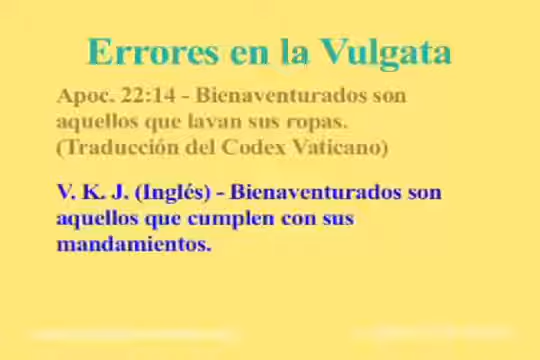 Errores en la Vulgata
Apoc. 22:14 - Bienaventurados son
aquellos que lavan sus ropas.
(Traducción del Codex Vaticano)
V. K. J. (Inglés) - Bienaventurados son
aquellos que cumplen con sus
mandamientos.